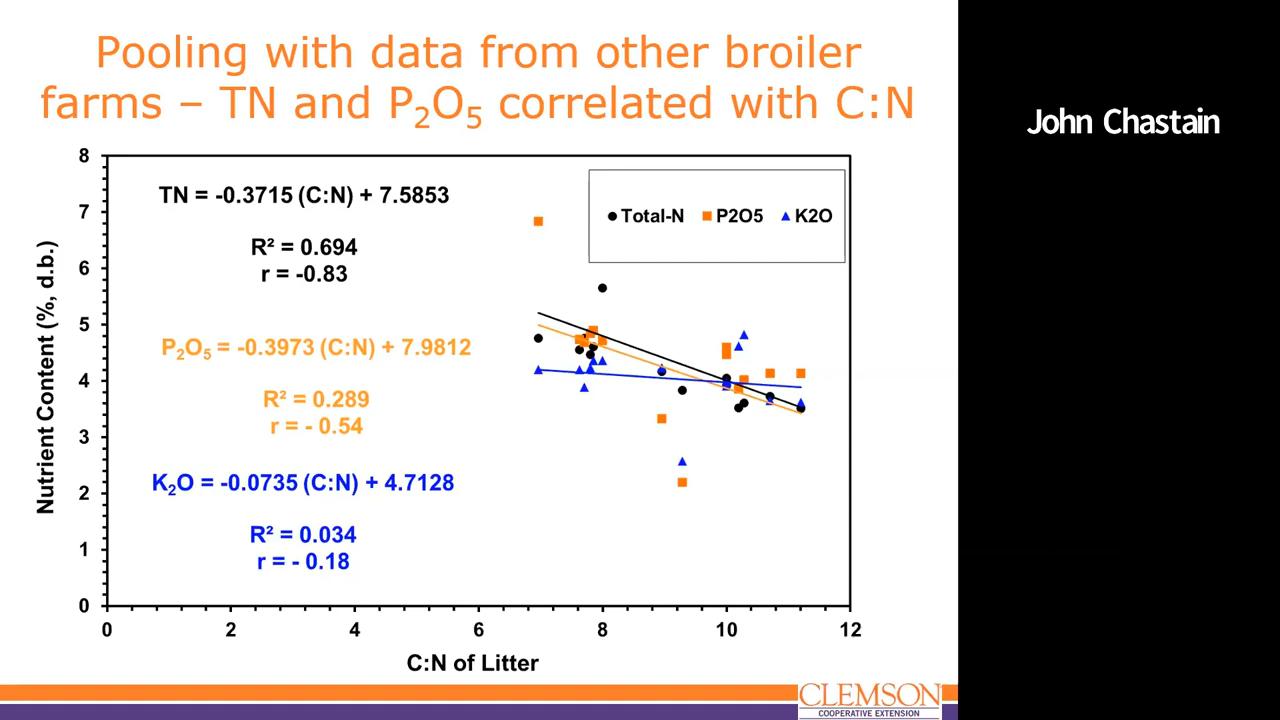 Pooling with data from other broiler
farms – TN and P₂O₅ correlated with C:N
John Chastain
8
7
6
5
4
3
2
1
0
Nutrient Content (%, d.b.)
TN = -0.3715 (C:N) + 7.5853
R² = 0.694
r = -0.83
P₂O₅ = -0.3973 (C:N) + 7.9812
R² = 0.289
r = - 0.54
K₂O = -0.0735 (C:N) + 4.7128
R² = 0.034
r = - 0.18
Total-N P2O5 K2O
0 2 4 6 8 10 12
C:N of Litter
CLEMSON
COOPERATIVE EXTENSION